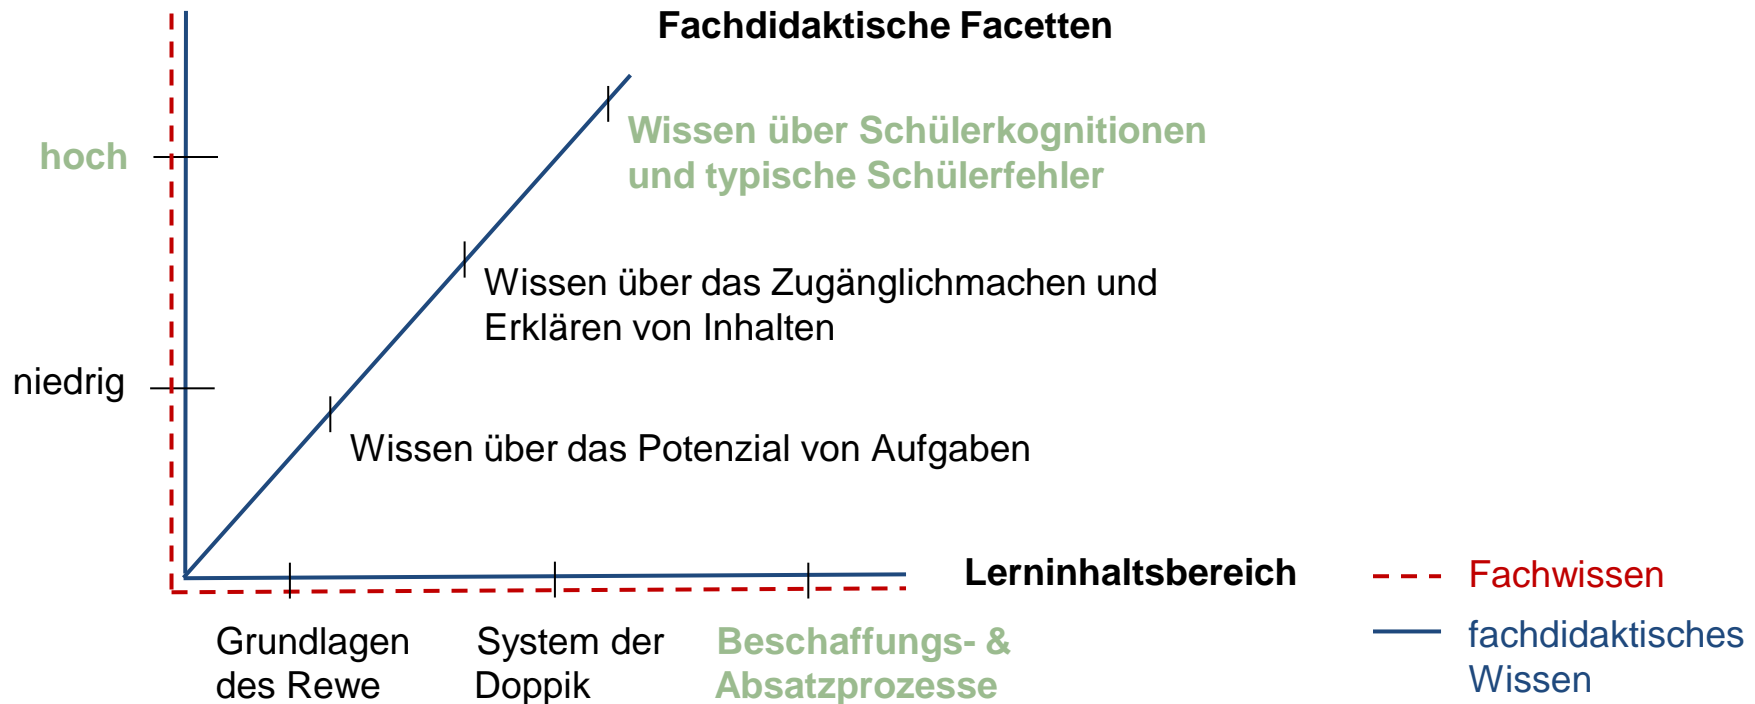 Fachdidaktische Facetten
Wissen über Schülerkognitionen
und typische Schülerfehler
hoch
Wissen über das Zugänglichmachen und
Erklären von Inhalten
niedrig
Wissen über das Potenzial von Aufgaben
Lerninhaltsbereich
Grundlagen
des Rewe
System der
Doppik
Beschaffungs- &
Absatzprozesse
Fachwissen
fachdidaktisches
Wissen